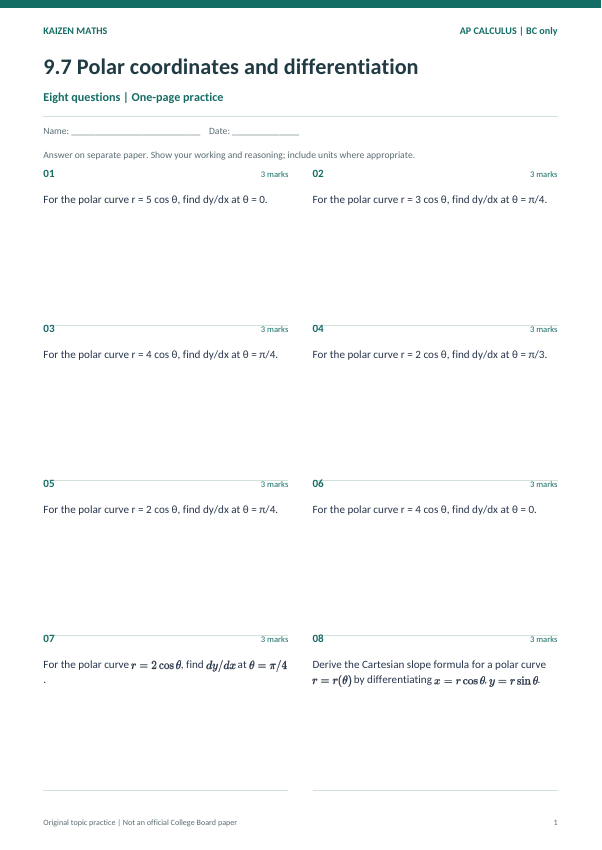 KAIZEN MATHS
AP CALCULUS | BC only
9.7 Polar coordinates and differentiation
Eight questions | One-page practice
Name: ___________________________ Date: ______________
Answer on separate paper. Show your working and reasoning; include units where appropriate.
01 3 marks
For the polar curve r = 5 cos θ, find dy/dx at θ = 0.
02 3 marks
For the polar curve r = 3 cos θ, find dy/dx at θ = π/4.
03 3 marks
For the polar curve r = 4 cos θ, find dy/dx at θ = π/4.
04 3 marks
For the polar curve r = 2 cos θ, find dy/dx at θ = π/3.
05 3 marks
For the polar curve r = 2 cos θ, find dy/dx at θ = π/4.
06 3 marks
For the polar curve r = 4 cos θ, find dy/dx at θ = 0.
07 3 marks
For the polar curve r = 2 cos θ, find dy/dx at θ = π/4
.
08 3 marks
Derive the Cartesian slope formula for a polar curve
r = r(θ) by differentiating x = r cos θ, y = r sin θ.
Original topic practice | Not an official College Board paper
1